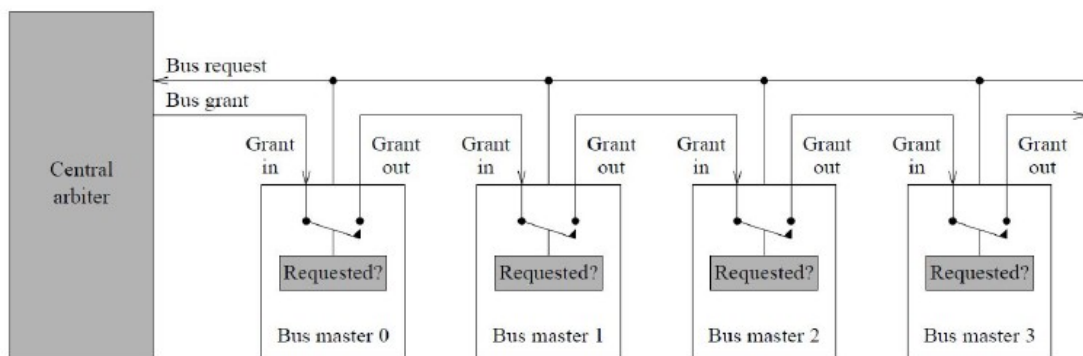 Bus request
Bus grant
Central
arbiter
Grant
in
Grant
out
Grant
in
Grant
out
Grant
in
Grant
out
Grant
in
Grant
out
Requested?
Requested?
Requested?
Requested?
Bus master 0
Bus master 1
Bus master 2
Bus master 3